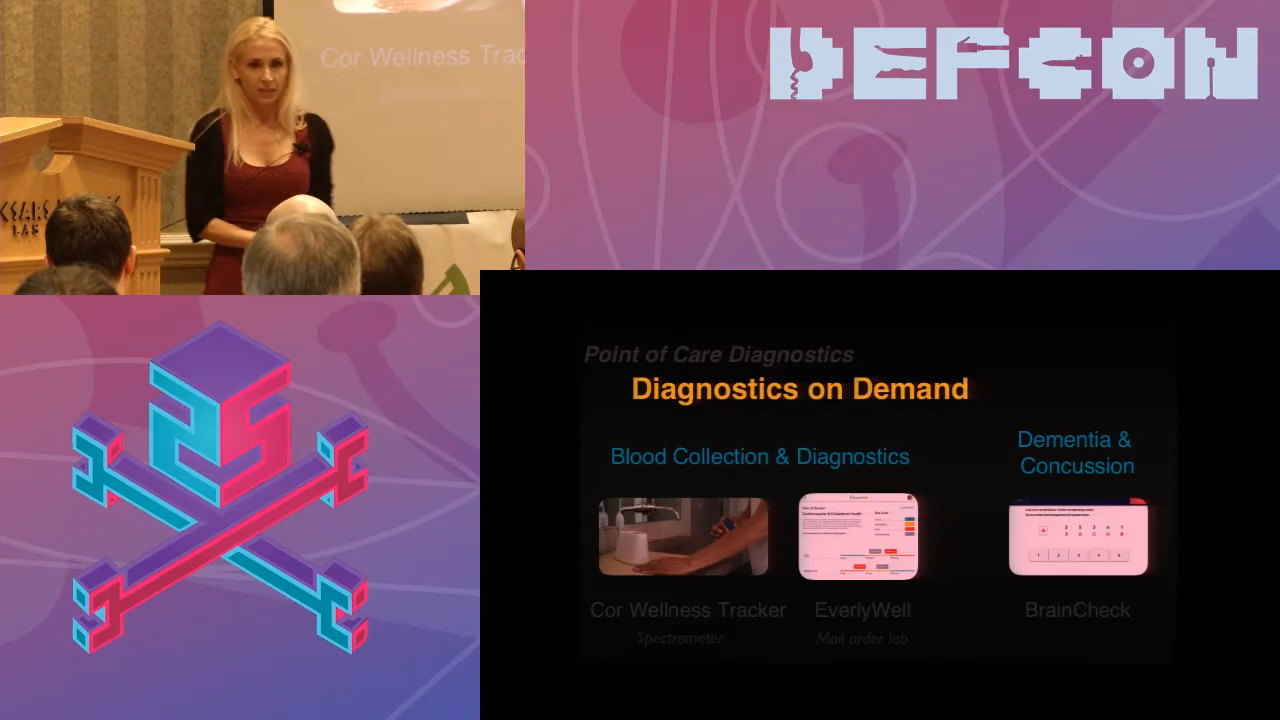 Cor Wellness Trac
DEFCON
Point of Care Diagnostics
Diagnostics on Demand
Blood Collection & Diagnostics
Dementia &
Concussion
Cor Wellness Tracker
EverlyWell
BrainCheck
Spectrometer
Mail order lab